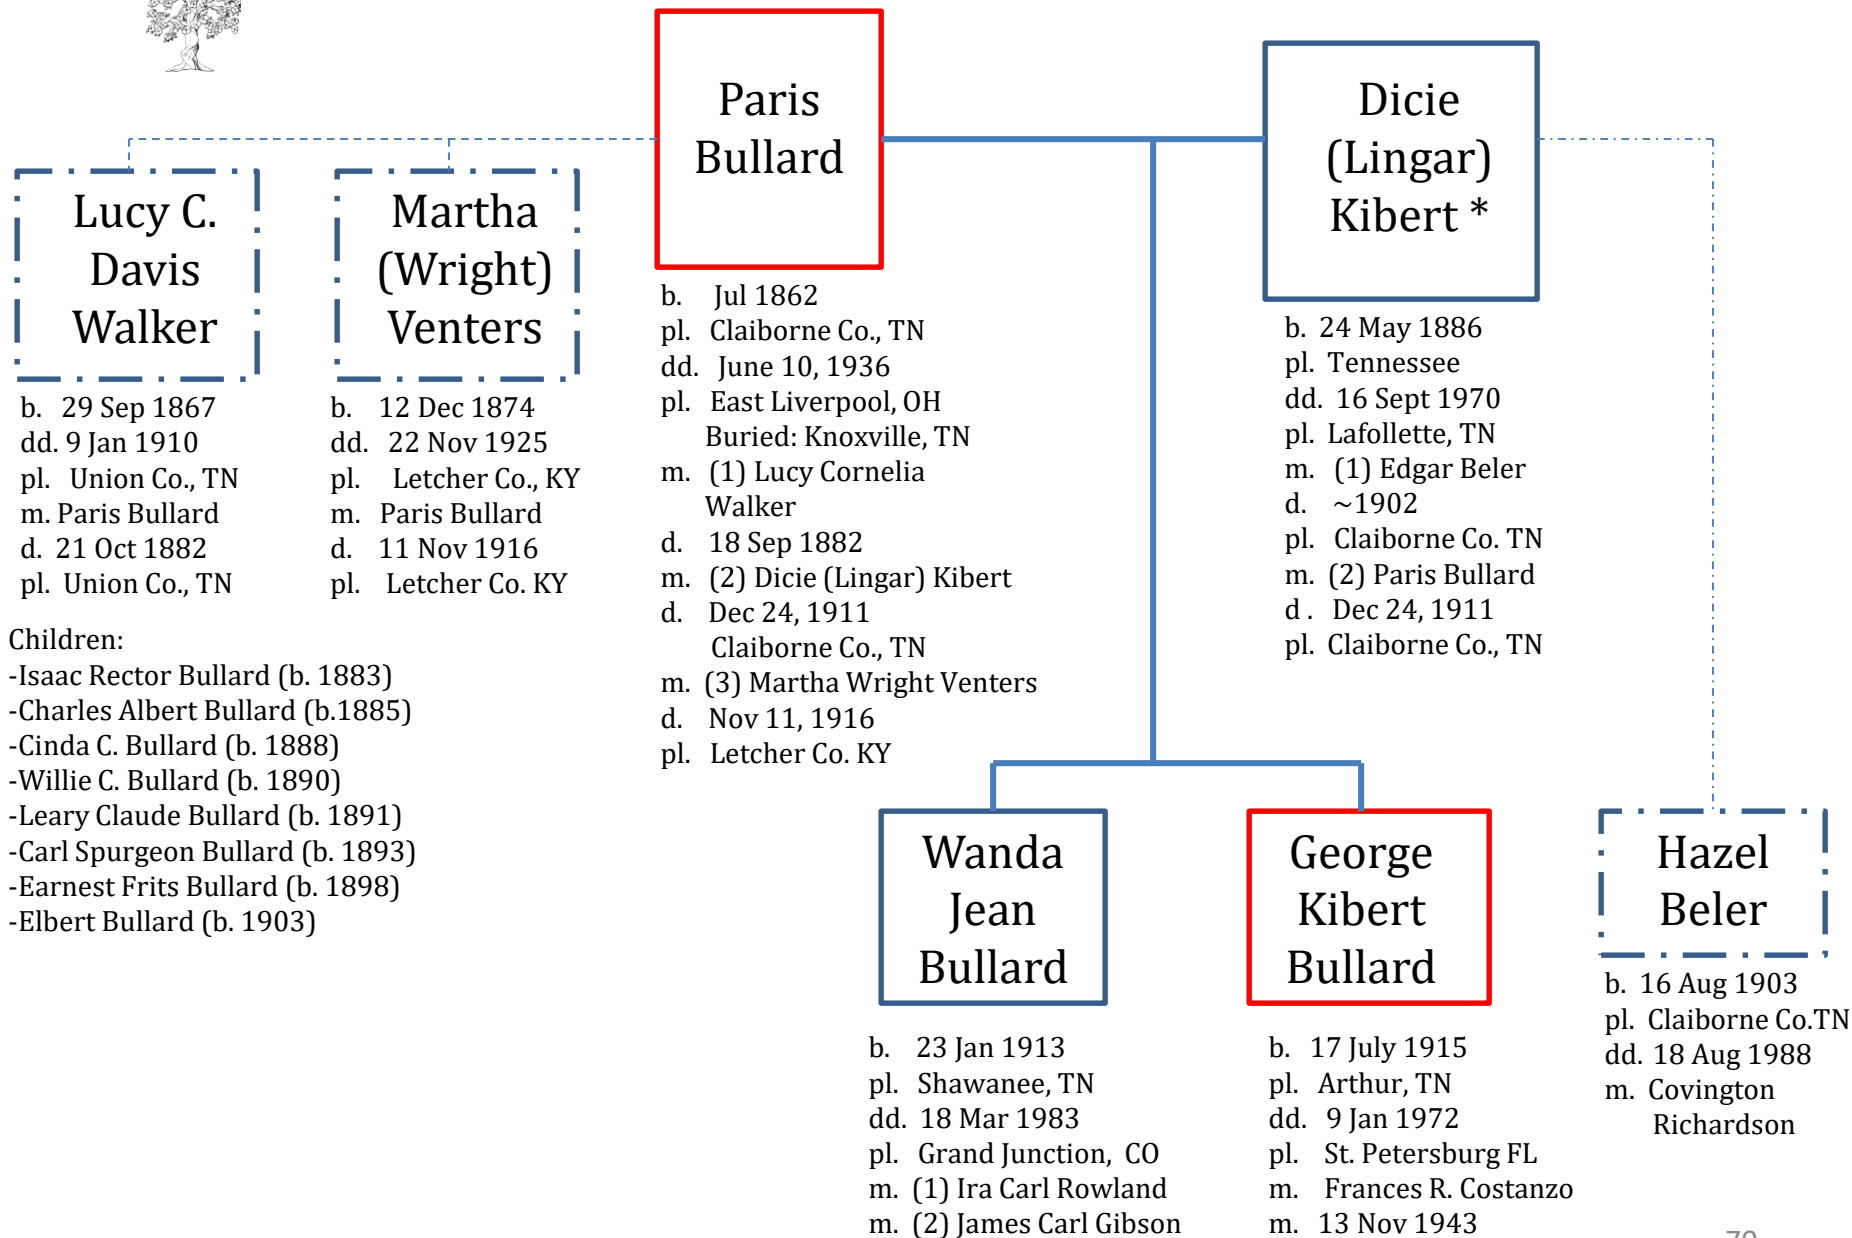 Paris
Bullard
b. Jul 1862
pl. Claiborne Co., TN
dd. June 10, 1936
pl. East Liverpool, OH
Buried: Knoxville, TN
m. (1) Lucy Cornelia
Walker
d. 18 Sep 1882
m. (2) Dicie (Lingar) Kibert
d. Dec 24, 1911
Claiborne Co., TN
m. (3) Martha Wright Venters
d. Nov 11, 1916
pl. Letcher Co. KY
Dicie
(Lingar)
Kibert *
b. 24 May 1886
pl. Tennessee
dd. 16 Sept 1970
pl. Lafollette, TN
m. (1) Edgar Beler
d. ~1902
pl. Claiborne Co. TN
m. (2) Paris Bullard
d . Dec 24, 1911
pl. Claiborne Co., TN
Lucy C.
Davis
Walker
b. 29 Sep 1867
dd. 9 Jan 1910
pl. Union Co., TN
m. Paris Bullard
d. 21 Oct 1882
pl. Union Co., TN
Martha
(Wright)
Venters
b. 12 Dec 1874
dd. 22 Nov 1925
pl. Letcher Co., KY
m. Paris Bullard
d. 11 Nov 1916
pl. Letcher Co. KY
Children:
-Isaac Rector Bullard (b. 1883)
-Charles Albert Bullard (b.1885)
-Cinda C. Bullard (b. 1888)
-Willie C. Bullard (b. 1890)
-Leary Claude Bullard (b. 1891)
-Carl Spurgeon Bullard (b. 1893)
-Earnest Frits Bullard (b. 1898)
-Elbert Bullard (b. 1903)
Wanda
Jean
Bullard
b. 23 Jan 1913
pl. Shawanee, TN
dd. 18 Mar 1983
pl. Grand Junction, CO
m. (1) Ira Carl Rowland
m. (2) James Carl Gibson
George
Kibert
Bullard
b. 17 July 1915
pl. Arthur, TN
dd. 9 Jan 1972
pl. St. Petersburg FL
m. Frances R. Costanzo
m. 13 Nov 1943
Hazel
Beler
b. 16 Aug 1903
pl. Claiborne Co.TN
dd. 18 Aug 1988
m. Covington
Richardson